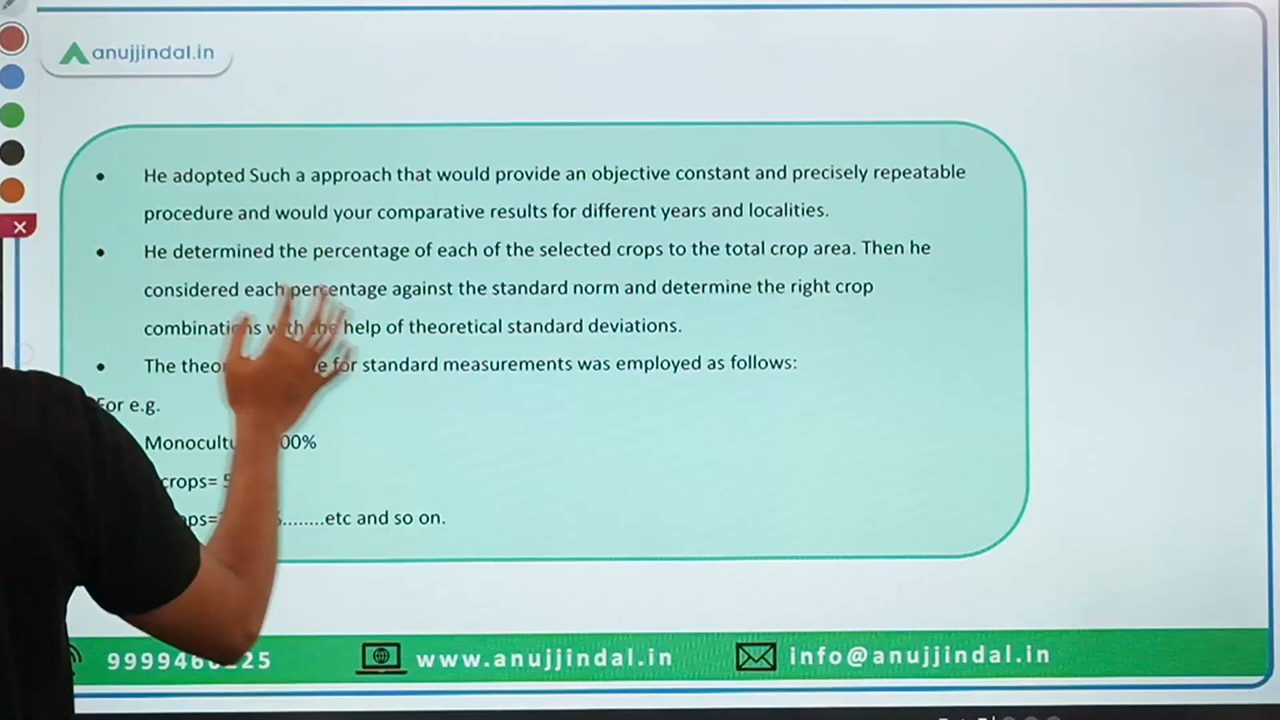 anujjindal.in
• He adopted Such a approach that would provide an objective constant and precisely repeatable
procedure and would your comparative results for different years and localities.
• He determined the percentage of each of the selected crops to the total crop area. Then he
considered each percentage against the standard norm and determine the right crop
combinations with the help of theoretical standard deviations.
• The for standard measurements was employed as follows:
For e.g.
00%
crops=
........etc and so on.
www.anujjindal.in
info@anujjindal.in